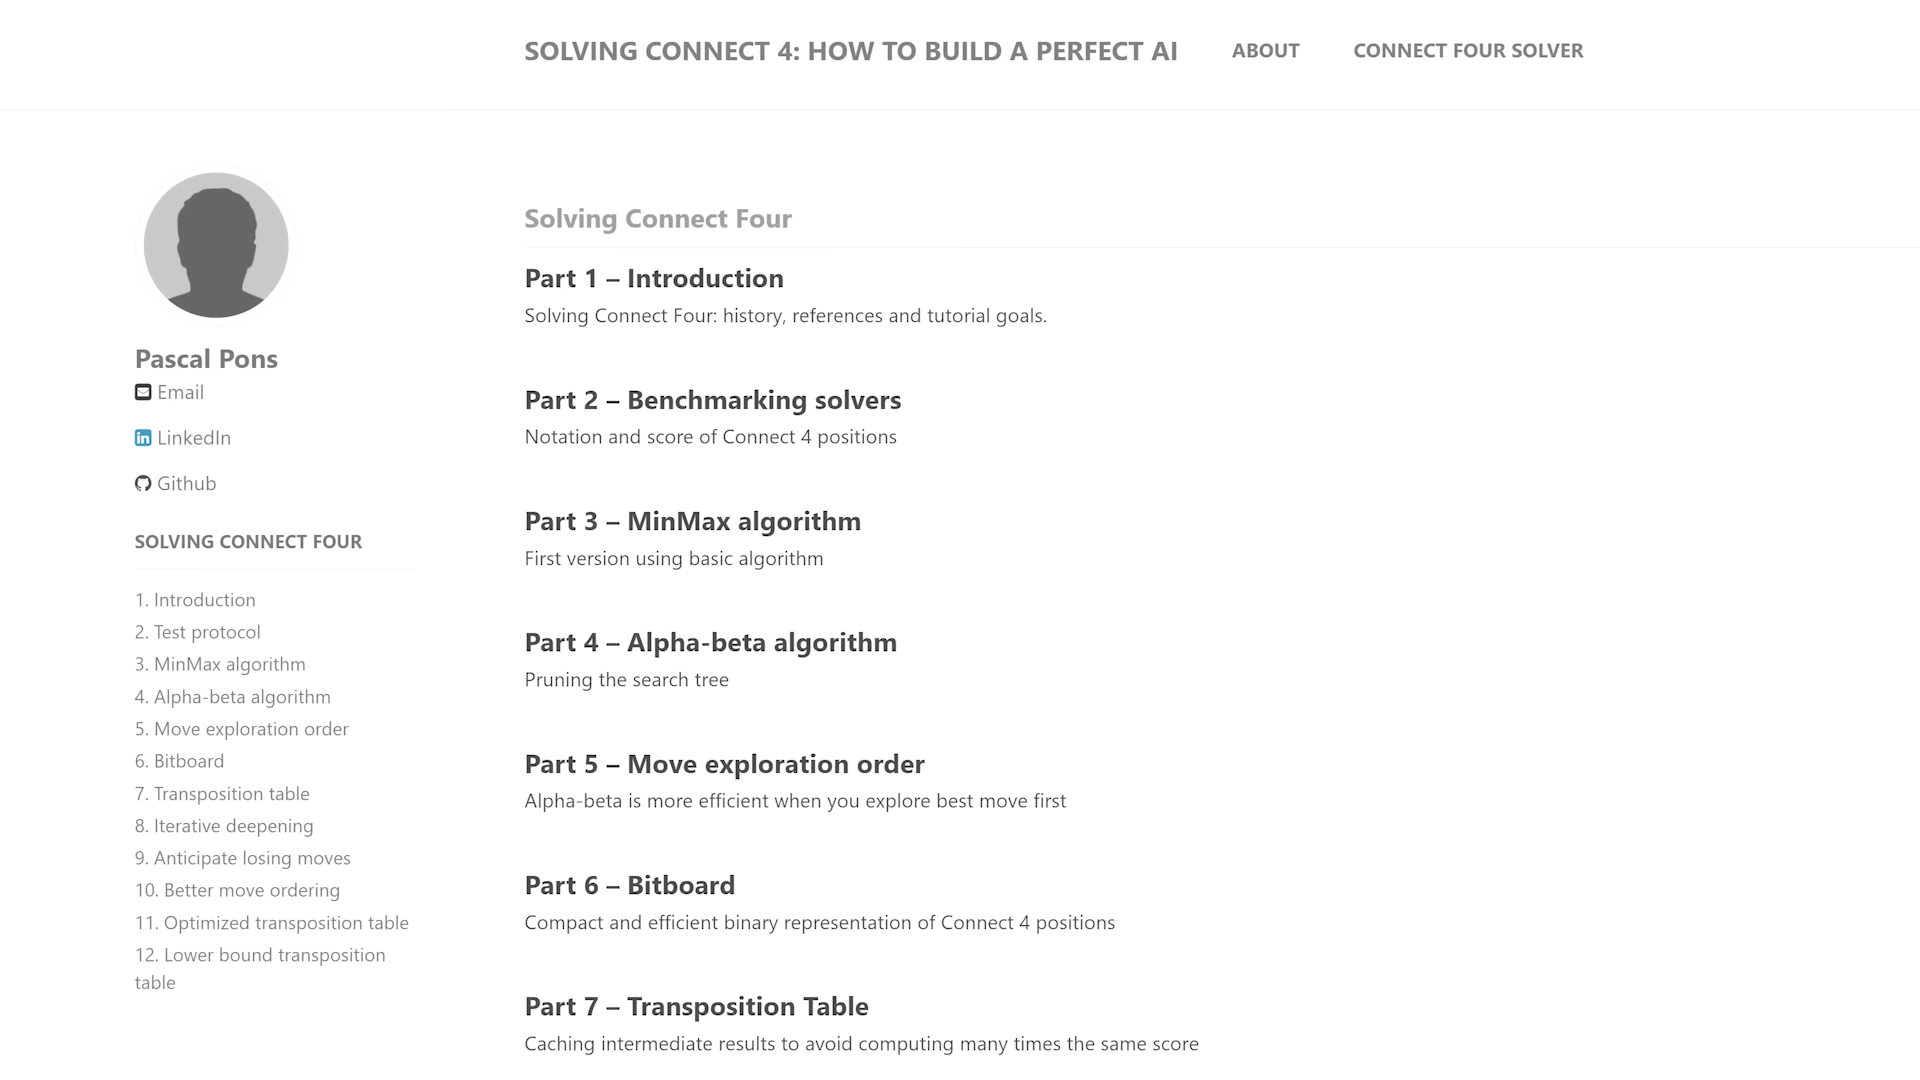 SOLVING CONNECT 4: HOW TO BUILD A PERFECT AI
ABOUT
CONNECT FOUR SOLVER
Pascal Pons
Email
LinkedIn
Github
SOLVING CONNECT FOUR
1. Introduction
2. Test protocol
3. MinMax algorithm
4. Alpha-beta algorithm
5. Move exploration order
6. Bitboard
7. Transposition table
8. Iterative deepening
9. Anticipate losing moves
10. Better move ordering
11. Optimized transposition table
12. Lower bound transposition
table
Solving Connect Four
Part 1 – Introduction
Solving Connect Four: history, references and tutorial goals.
Part 2 – Benchmarking solvers
Notation and score of Connect 4 positions
Part 3 – MinMax algorithm
First version using basic algorithm
Part 4 – Alpha-beta algorithm
Pruning the search tree
Part 5 – Move exploration order
Alpha-beta is more efficient when you explore best move first
Part 6 – Bitboard
Compact and efficient binary representation of Connect 4 positions
Part 7 – Transposition Table
Caching intermediate results to avoid computing many times the same score